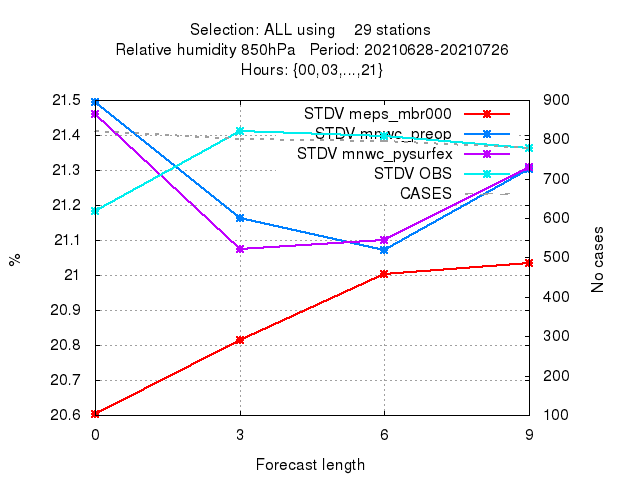 Selection: ALL using    29 stations
Relative humidity 850hPa   Period: 20210628-20210726
Hours: {00,03,...,21}
STDV meps_mbr000
STDV mnwc_preop
STDV mnwc_pysurfex
STDV OBS
CASES
21.5
21.4
21.3
21.2
21.1
21
20.9
20.8
20.7
20.6
%
900
800
700
600
500
400
300
200
100
No cases
0 3 6 9
Forecast length